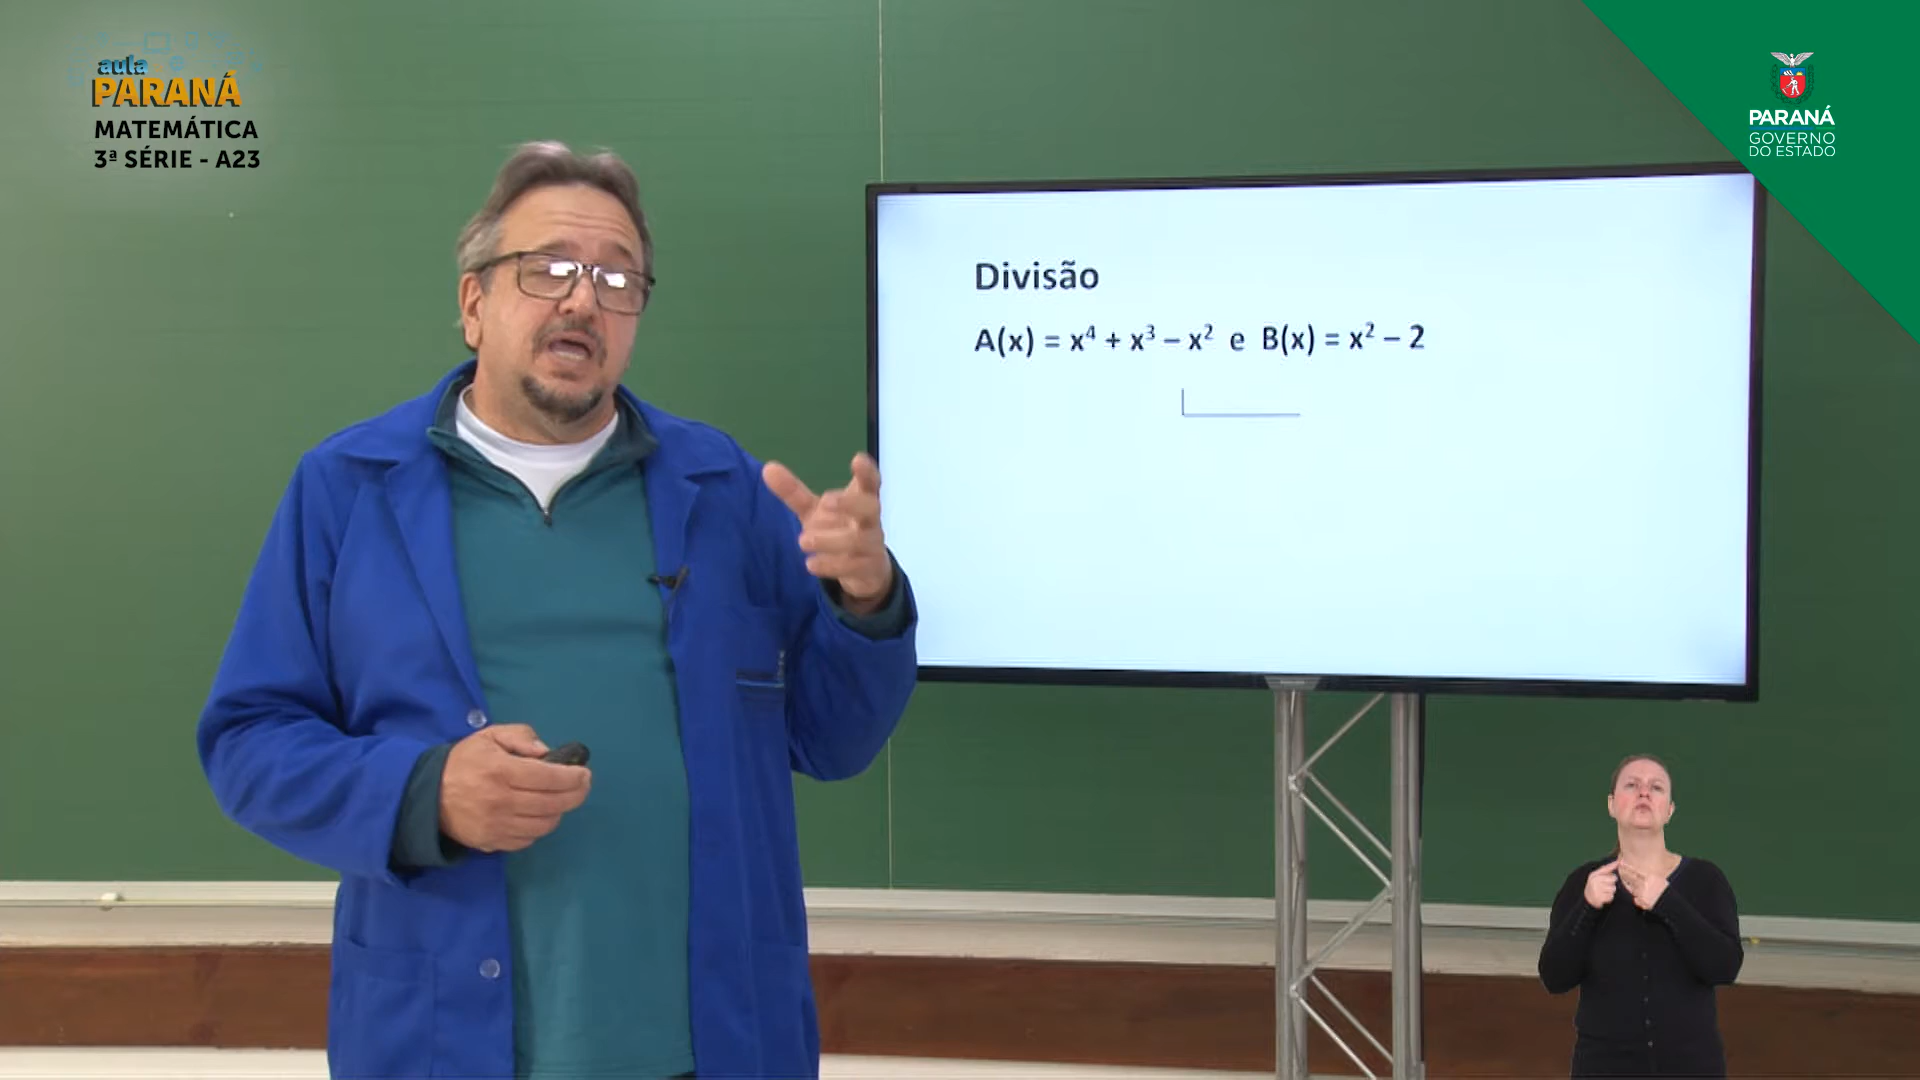 aula
PARANÁ
MATEMÁTICA
3ª SÉRIE - A23
PARANÁ
GOVERNO
DO ESTADO
Divisão
A(x) = x⁴ + x³ – x² e B(x) = x² – 2